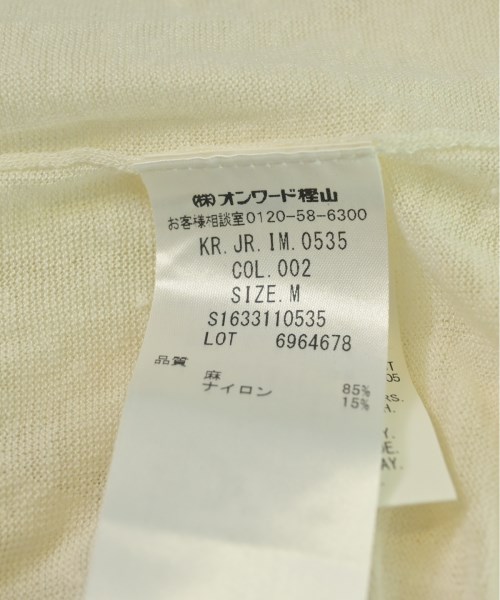 ㈱オンワード樫山
お客様相談室0120-58-6300
KR.JR.IM.0535
COL.002
SIZE.M
S1633110535
LOT 6964678
品質
麻 85%
ナイロン 15%